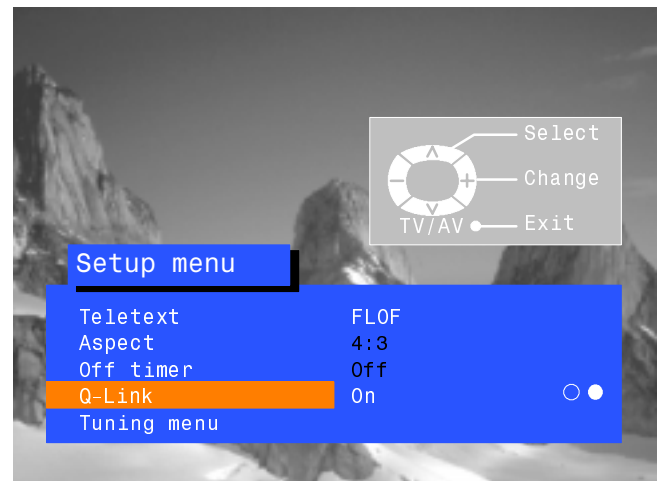 Select
Change
TV/AV Exit
Setup menu
Teletext FLOF
Aspect 4:3
Off timer Off
Q-Link On
Tuning menu